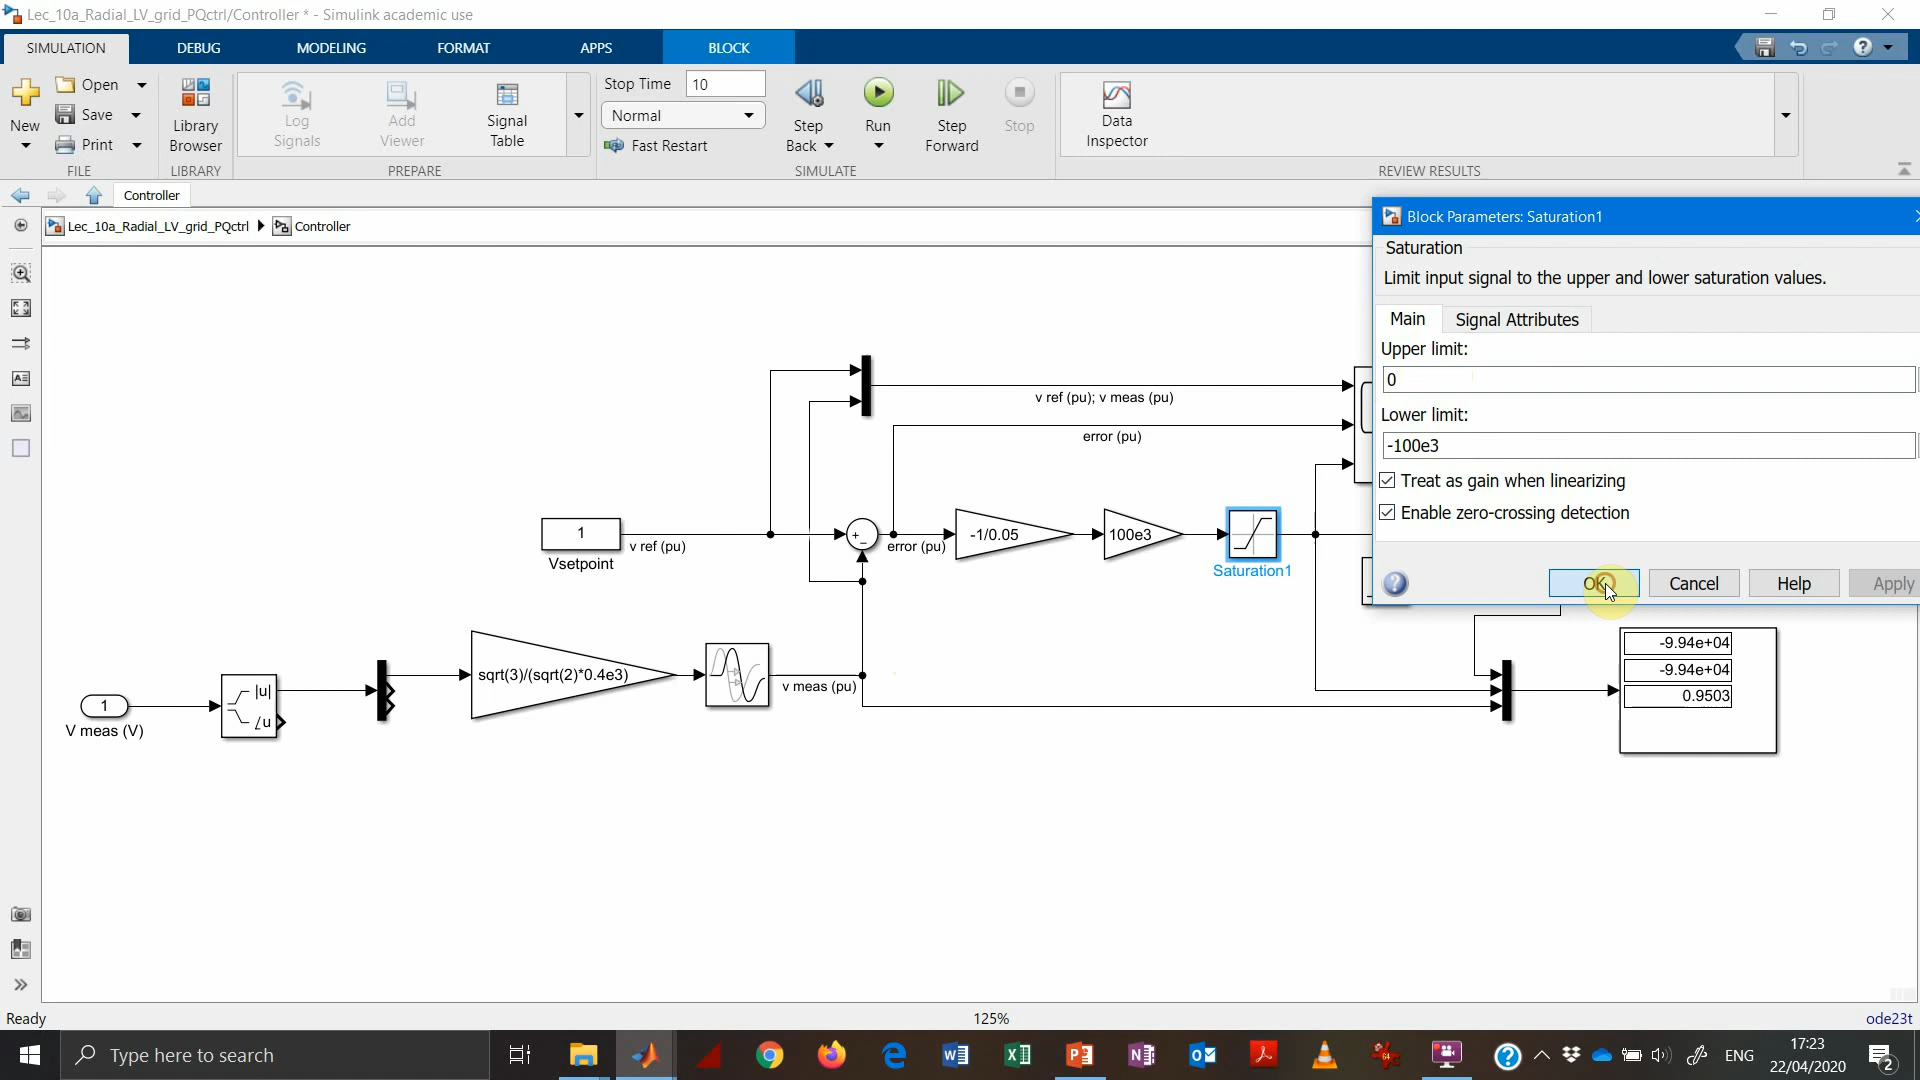 Lec_10a_Radial_LV_grid_PQctrl/Controller * - Simulink academic use
SIMULATION DEBUG MODELING FORMAT APPS BLOCK
New
Open
Save
Print
FILE
Library
Browser
LIBRARY
Log
Signals
Add
Viewer
Signal
Table
PREPARE
Stop Time 10
Normal
Fast Restart
Step
Back
Run
Step
Forward
Stop
SIMULATE
Data
Inspector
REVIEW RESULTS
Controller
Lec_10a_Radial_LV_grid_PQctrl Controller
Block Parameters: Saturation1
Saturation
Limit input signal to the upper and lower saturation values.
Main Signal Attributes
Upper limit:
0
Lower limit:
-100e3
Treat as gain when linearizing
Enable zero-crossing detection
OK Cancel Help Apply
v ref (pu); v meas (pu)
error (pu)
1
Vsetpoint
v ref (pu)
error (pu)
-1/0.05
100e3
Saturation1
1
V meas (V)
|u|
∠u
sqrt(3)/(sqrt(2)*0.4e3)
v meas (pu)
-9.94e+04
-9.94e+04
0.9503
Ready 125% ode23t
Type here to search
ENG
17:23
22/04/2020
2